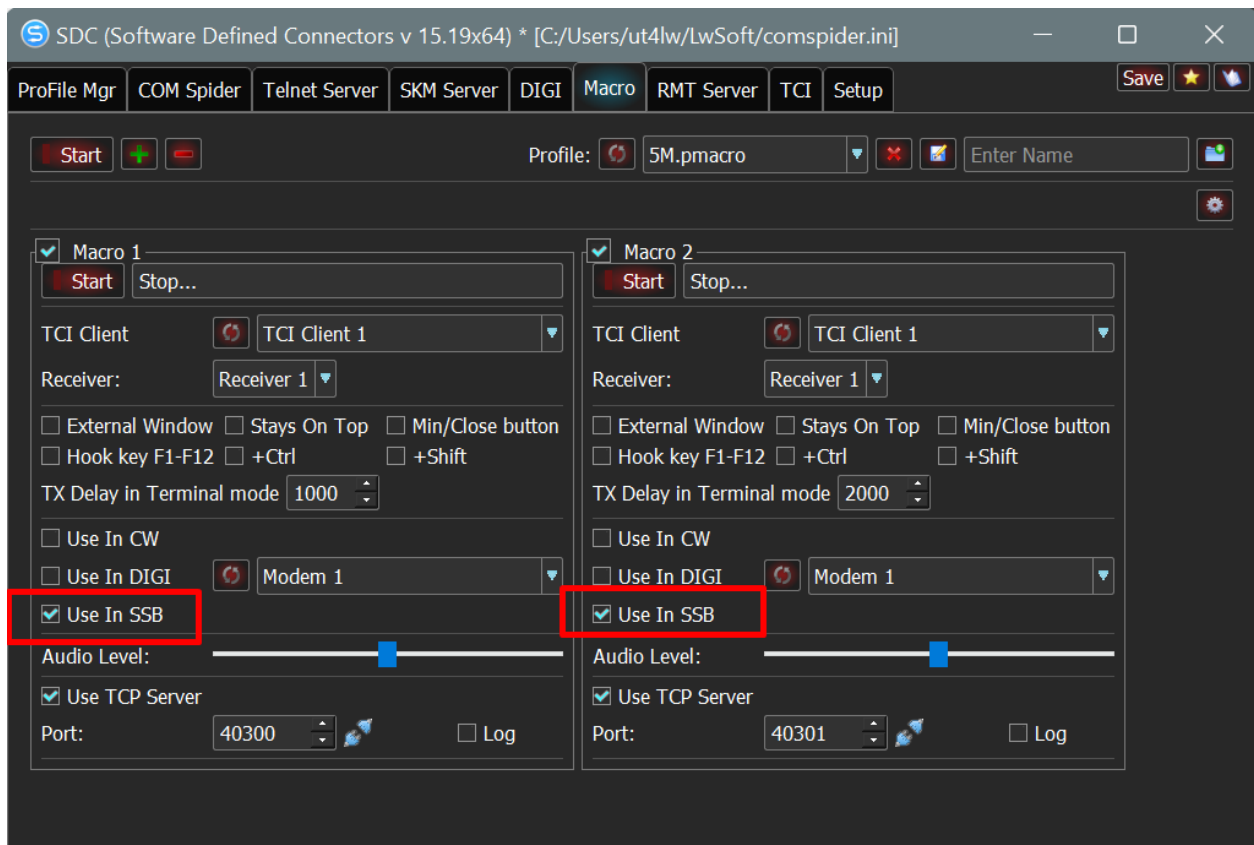 SDC (Software Defined Connectors v 15.19x64) * [C:/Users/ut4lw/LwSoft/comspider.ini]
ProFile Mgr COM Spider Telnet Server SKM Server DIGI Macro RMT Server TCI Setup Save
Start Profile: 5M.pmacro Enter Name
Macro 1 Macro 2
Start Stop... Start Stop...
TCI Client TCI Client 1 TCI Client TCI Client 1
Receiver: Receiver 1 Receiver: Receiver 1
External Window Stays On Top Min/Close button External Window Stays On Top Min/Close button
Hook key F1-F12 +Ctrl +Shift Hook key F1-F12 +Ctrl +Shift
TX Delay in Terminal mode 1000 TX Delay in Terminal mode 2000
Use In CW Use In CW
Use In DIGI Modem 1 Use In DIGI Modem 1
Use In SSB Use In SSB
Audio Level: Audio Level:
Use TCP Server Use TCP Server
Port: 40300 Log Port: 40301 Log